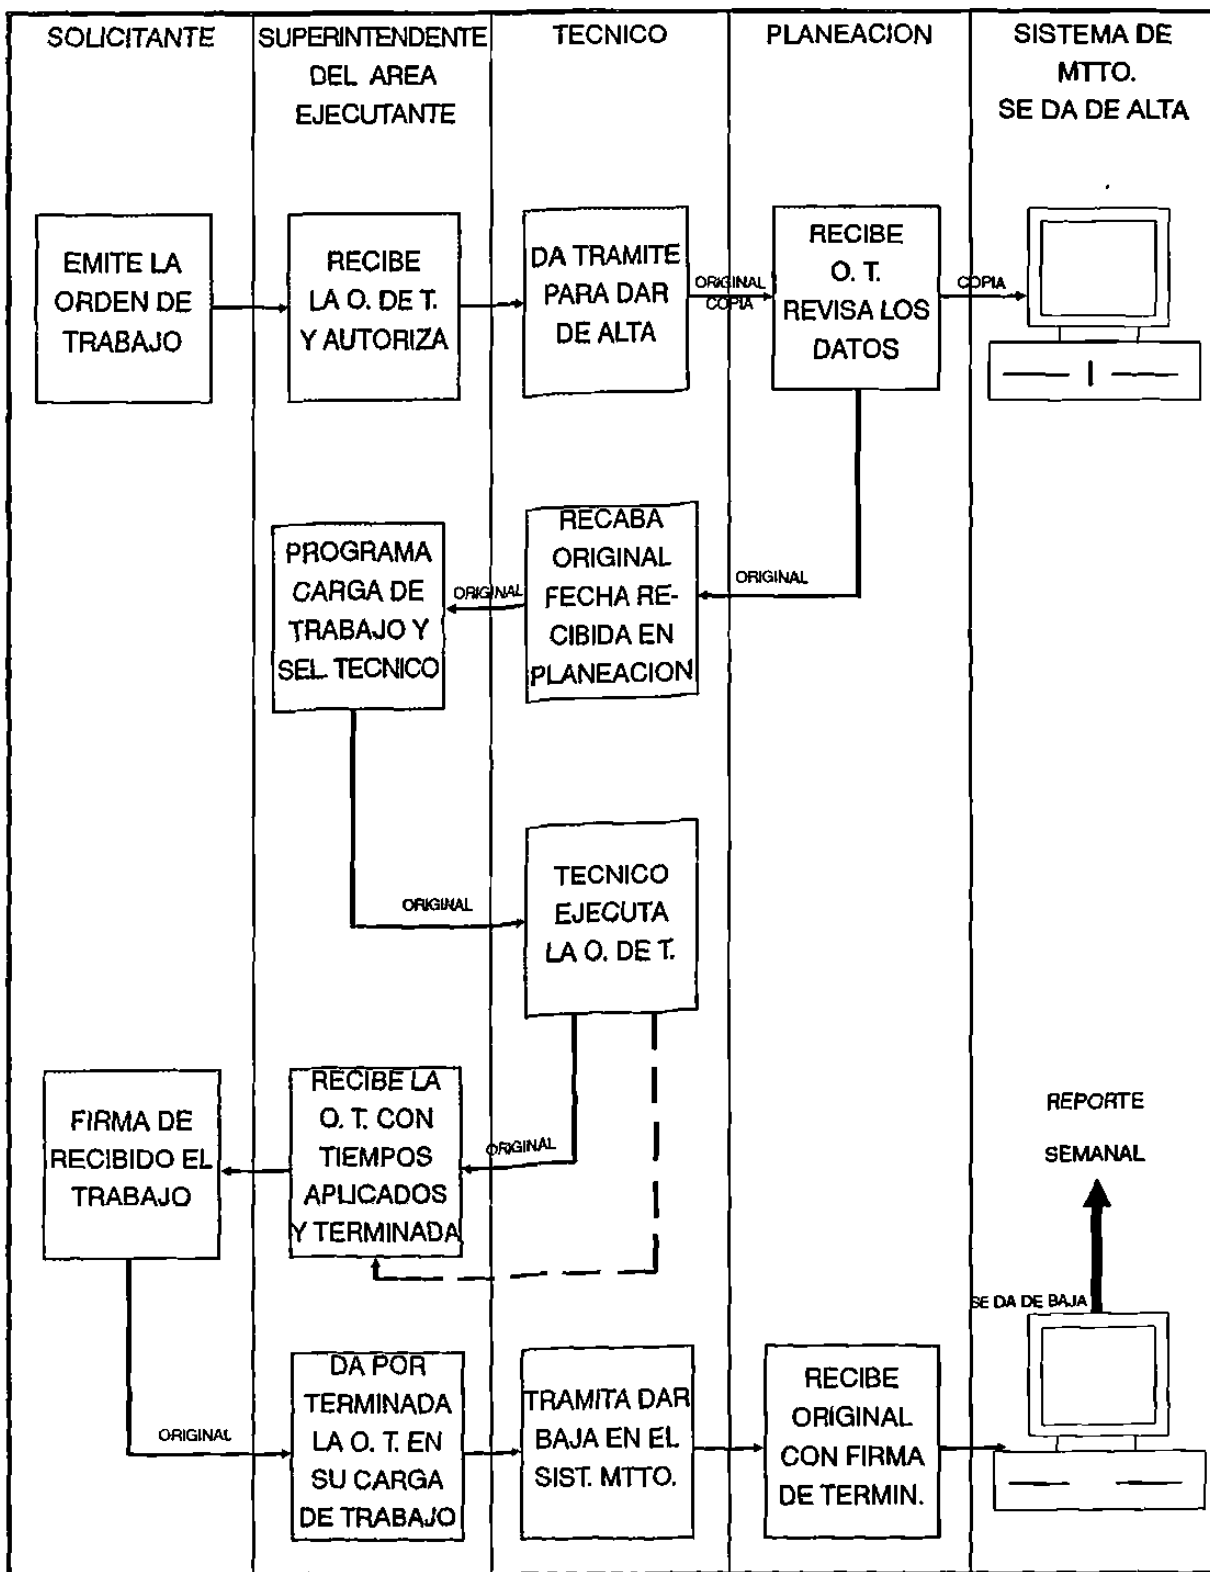 SOLICITANTE
SUPERINTENDENTE
DEL AREA
EJECUTANTE
TECNICO
PLANEACION
SISTEMA DE
MTTO.
SE DA DE ALTA
EMITE LA
ORDEN DE
TRABAJO
RECIBE
LA O. DE T.
Y AUTORIZA
DA TRAMITE
PARA DAR
DE ALTA
ORIGINAL
COPIA
RECIBE
O. T.
REVISA LOS
DATOS
COPIA
PROGRAMA
CARGA DE
TRABAJO Y
SEL. TECNICO
ORIGINAL
RECABA
ORIGINAL
FECHA RE-
CIBIDA EN
PLANEACION
ORIGINAL
ORIGINAL
TECNICO
EJECUTA
LA O. DE T.
FIRMA DE
RECIBIDO EL
TRABAJO
RECIBE LA
O. T. CON
TIEMPOS
APLICADOS
Y TERMINADA
ORIGINAL
REPORTE
SEMANAL
SE DA DE BAJA
ORIGINAL
DA POR
TERMINADA
LA O. T. EN
SU CARGA
DE TRABAJO
TRAMITA DAR
BAJA EN EL
SIST. MTTO.
RECIBE
ORIGINAL
CON FIRMA
DE TERMIN.